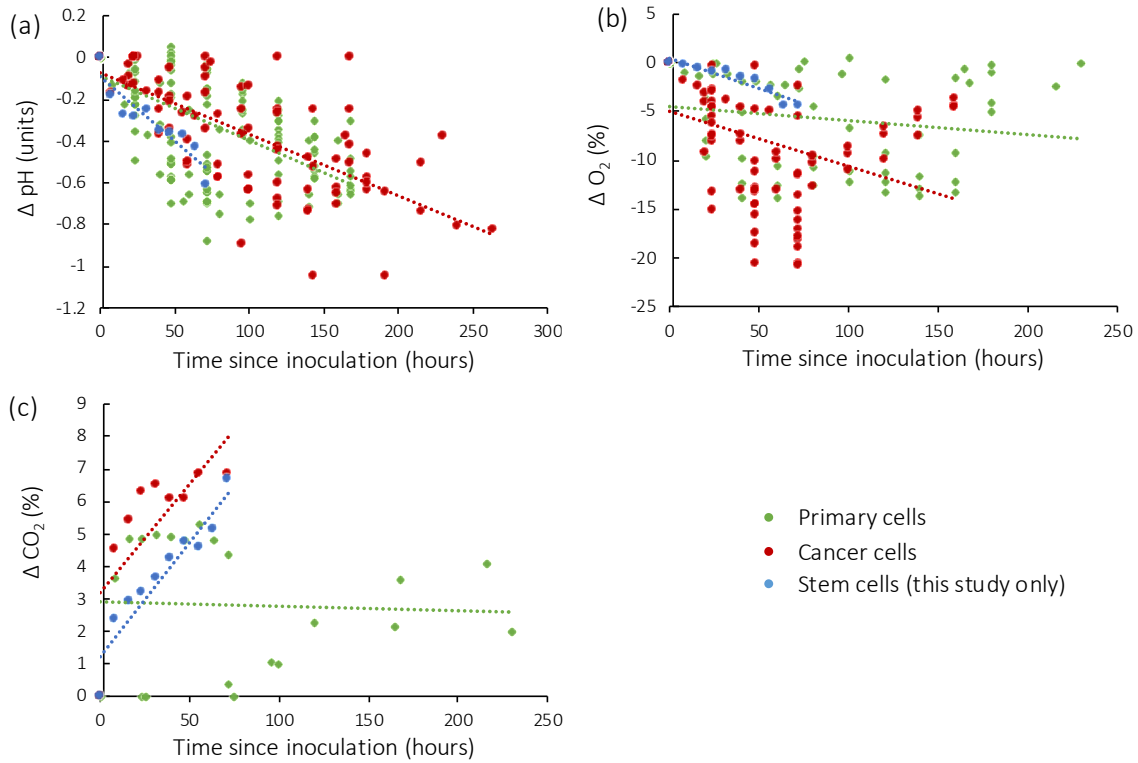 (a)
0.2
0
-0.2
-0.4
-0.6
-0.8
-1
-1.2
Δ pH (units)
0 50 100 150 200 250 300
Time since inoculation (hours)
(b)
5
0
-5
-10
-15
-20
-25
Δ O₂ (%)
0 50 100 150 200 250
Time since inoculation (hours)
(c)
9
8
7
6
5
4
3
2
1
0
Δ CO₂ (%)
0 50 100 150 200 250
Time since inoculation (hours)
Primary cells
Cancer cells
Stem cells (this study only)